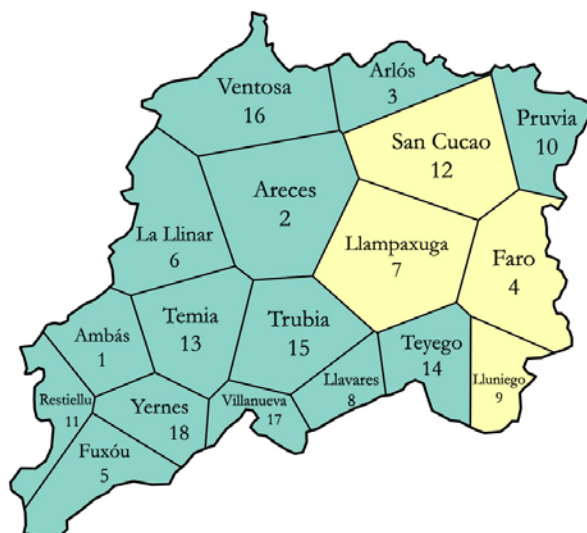 Arlós
3
Ventosa
16
Pruvia
10
San Cucao
12
Areces
2
La Llinar
6
Llampaxuga
7
Faro
4
Temia
13
Trubia
15
Ambás
1
Teyego
14
Llavares
8
Lluniego
9
Restiellu
11
Yernes
18
Villanueva
17
Fuxóu
5